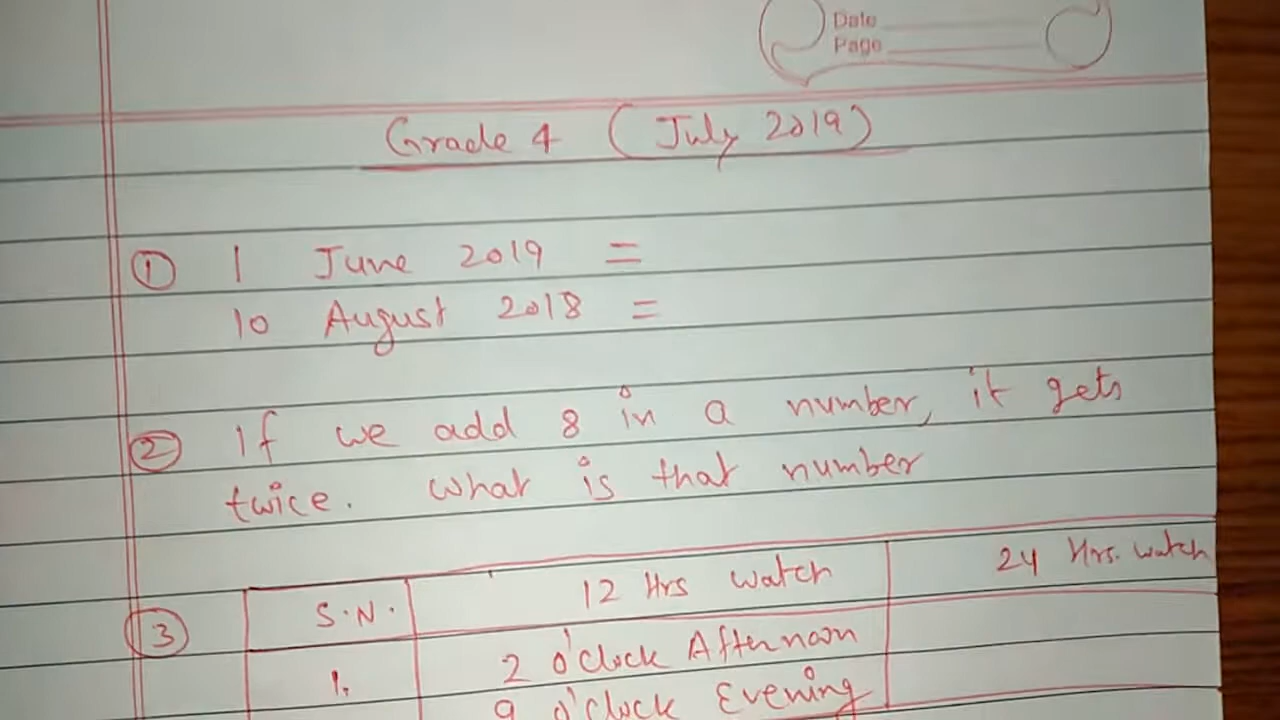 Date
Page
Grade 4 (July 2019)
① 1 June 2019 =
10 August 2018 =
② If we add 8 in a number, it gets
twice. What is that number
③ S.N. 12 Hrs watch 24 Hrs. watch
1. 2 o'clock Afternoon
9 o'clock Evening